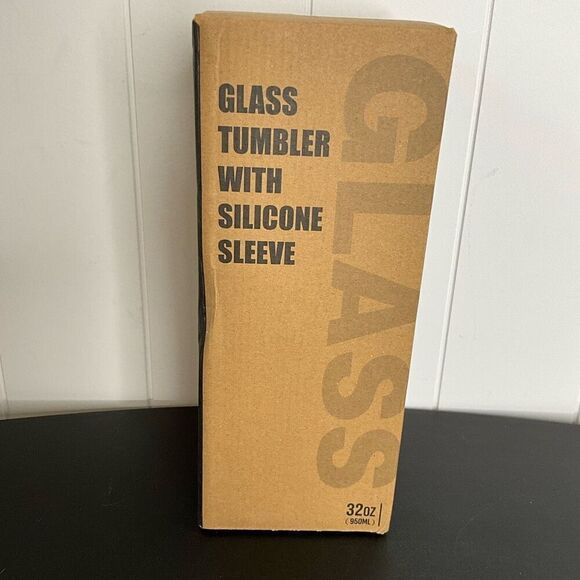 GLASS
TUMBLER
WITH
SILICONE
SLEEVE
GLASS
32OZ
(950ML)